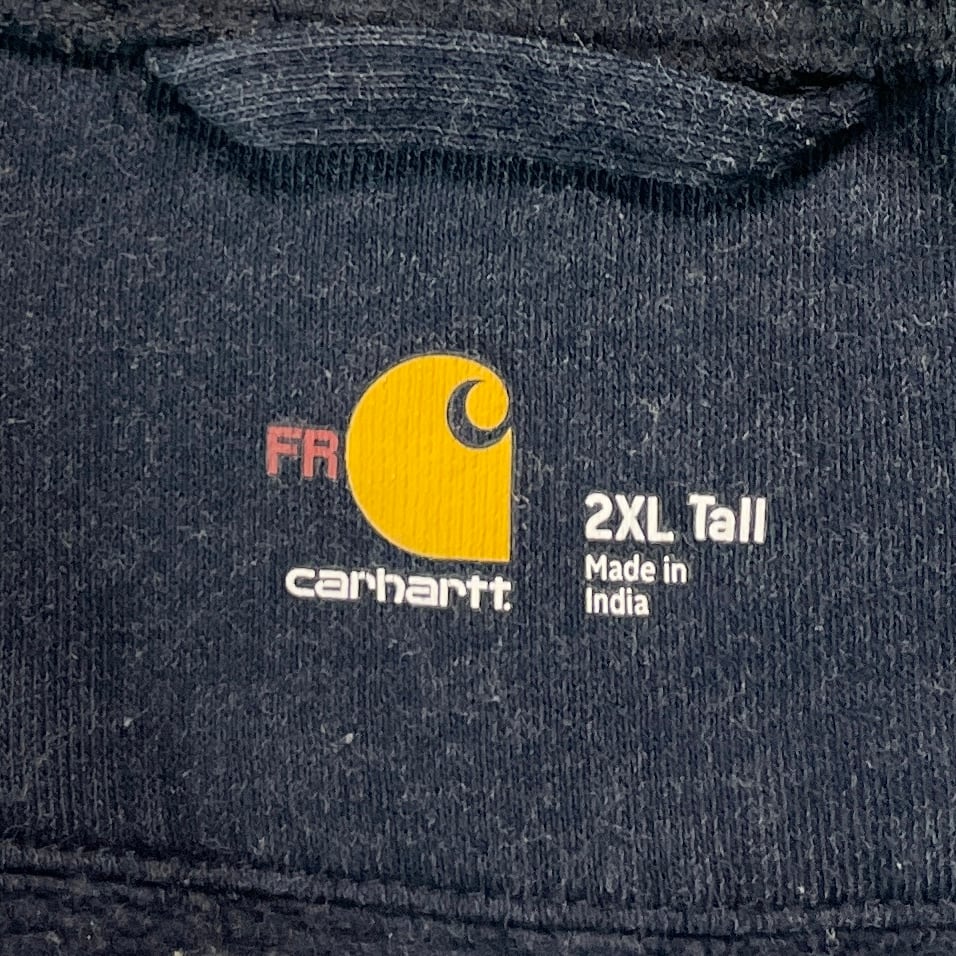 FR
carhartt.
2XL Tall
Made in
India